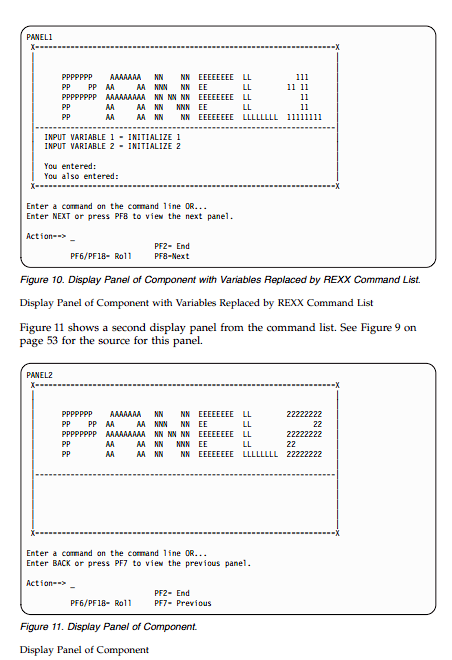 PANEL1
X---------------------------------------------------------------------X
PPPPPPP    AAAAAAA  NN    NN  EEEEEEEE  LL          111
PP     PP  AA     AA  NNN   NN  EE        LL        11 11
PPPPPPPP  AAAAAAAAA  NN NN NN  EEEEEEEE  LL           11
PP        AA     AA  NN   NNN  EE        LL           11
PP        AA     AA  NN    NN  EEEEEEEE  LLLLLLLL  11111111
|---------------------------------------------------------------------|
INPUT VARIABLE 1 - INITIALIZE 1
INPUT VARIABLE 2 - INITIALIZE 2
You entered:
You also entered:
X---------------------------------------------------------------------X
Enter a command on the command line OR...
Enter NEXT or press PF8 to view the next panel.
Action==> _
PF2- End
PF6/PF18- Roll     PF8-Next
Figure 10. Display Panel of Component with Variables Replaced by REXX Command List.
Display Panel of Component with Variables Replaced by REXX Command List
Figure 11 shows a second display panel from the command list. See Figure 9 on
page 53 for the source for this panel.
PANEL2
X---------------------------------------------------------------------X
PPPPPPP    AAAAAAA  NN    NN  EEEEEEEE  LL        22222222
PP     PP  AA     AA  NNN   NN  EE        LL              22
PPPPPPPP  AAAAAAAAA  NN NN NN  EEEEEEEE  LL        22222222
PP        AA     AA  NN   NNN  EE        LL        22
PP        AA     AA  NN    NN  EEEEEEEE  LLLLLLLL  22222222
|---------------------------------------------------------------------|
X---------------------------------------------------------------------X
Enter a command on the command line OR...
Enter BACK or press PF7 to view the previous panel.
Action==> _
PF2- End
PF6/PF18- Roll     PF7- Previous
Figure 11. Display Panel of Component.
Display Panel of Component